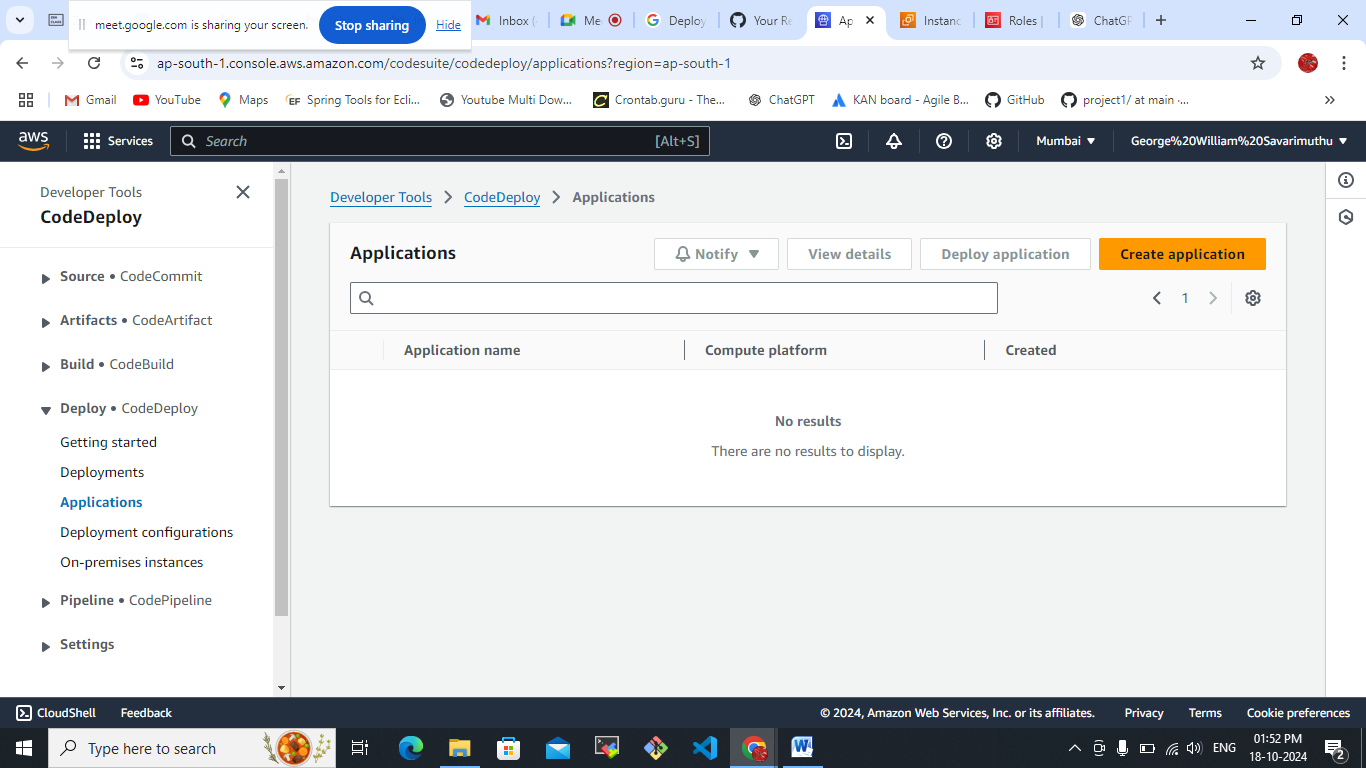 meet.google.com is sharing your screen. Stop sharing Hide
Inbox (
Me
Deploy
Your Re
Ap
Instanc
Roles |
ChatGP
ap-south-1.console.aws.amazon.com/codesuite/codedeploy/applications?region=ap-south-1
Gmail YouTube Maps EF Spring Tools for Ecli... Youtube Multi Dow... Crontab.guru - The... ChatGPT KAN board - Agile B... GitHub project1/ at main ·...
aws Services Search [Alt+S] Mumbai George%20William%20Savarimuthu
Developer Tools
CodeDeploy
Source • CodeCommit
Artifacts • CodeArtifact
Build • CodeBuild
Deploy • CodeDeploy
Getting started
Deployments
Applications
Deployment configurations
On-premises instances
Pipeline • CodePipeline
Settings
Developer Tools > CodeDeploy > Applications
Applications Notify View details Deploy application Create application
1
Application name Compute platform Created
No results
There are no results to display.
CloudShell Feedback © 2024, Amazon Web Services, Inc. or its affiliates. Privacy Terms Cookie preferences
Type here to search ENG 01:52 PM
18-10-2024 2